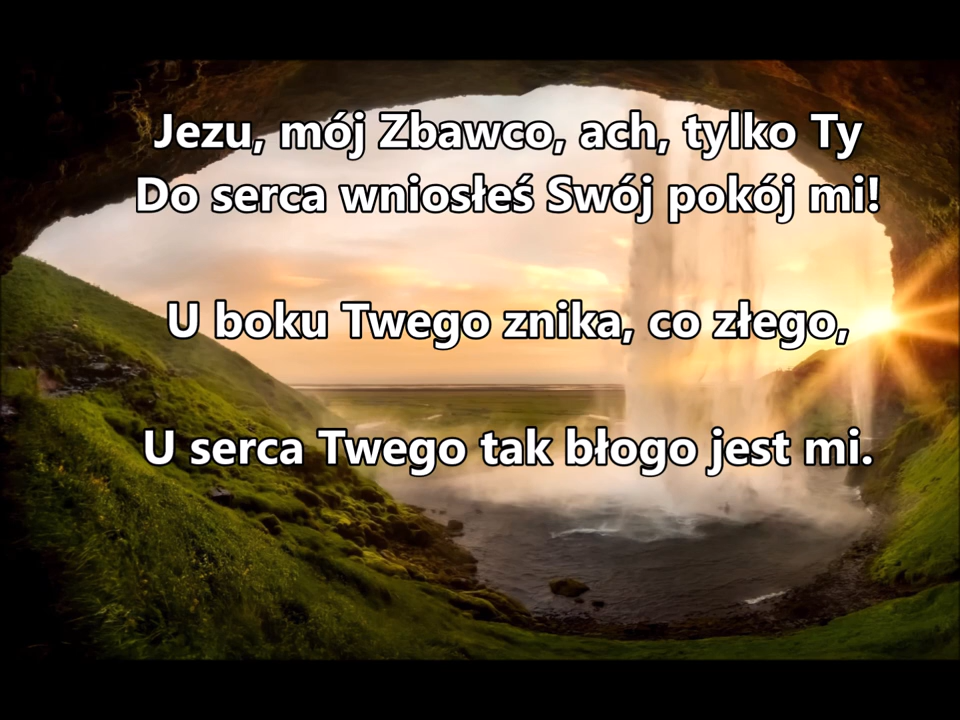 Jezu, mój Zbawco, ach, tylko Ty
Do serca wniosłeś Swój pokój mi!
U boku Twego znika, co złego,
U serca Twego tak błogo jest mi.